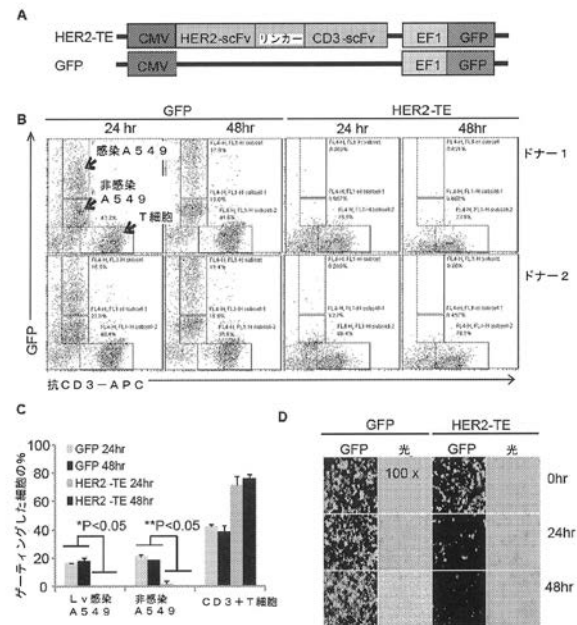 A
HER2-TE CMV HER2-scFv リンカー CD3-scFv EF1 GFP
GFP CMV EF1 GFP
B
GFP HER2-TE
24 hr 48hr 24 hr 48hr
感染A549
非感染
A549
T細胞
ドナー1
ドナー2
GFP
抗CD3-APC
C
ゲーティングした細胞の%
100
80
60
40
20
0
GFP 24hr
GFP 48hr
HER2-TE 24hr
HER2-TE 48hr
*P<0.05 **P<0.05
Lv感染
A549
非感染
A549
CD3+T細胞
D
GFP HER2-TE
GFP 光 GFP 光
100 x
0hr
24hr
48hr